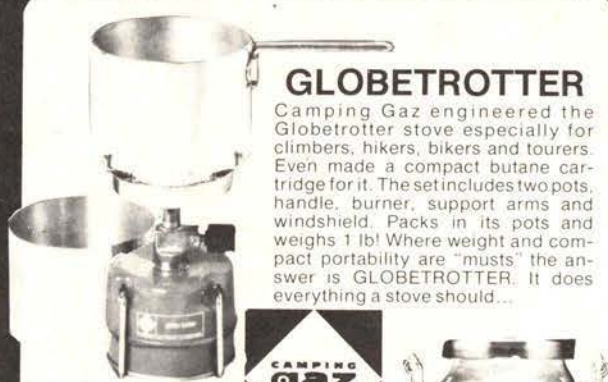 GLOBETROTTER
Camping Gaz engineered the
Globetrotter stove especially for
climbers, hikers, bikers and tourers.
Even made a compact butane car-
tridge for it. The set includes two pots,
handle, burner, support arms and
windshield. Packs in its pots and
weighs 1 lb! Where weight and com-
pact portability are "musts" the an-
swer is GLOBETROTTER. It does
everything a stove should...
CAMPING
gaz